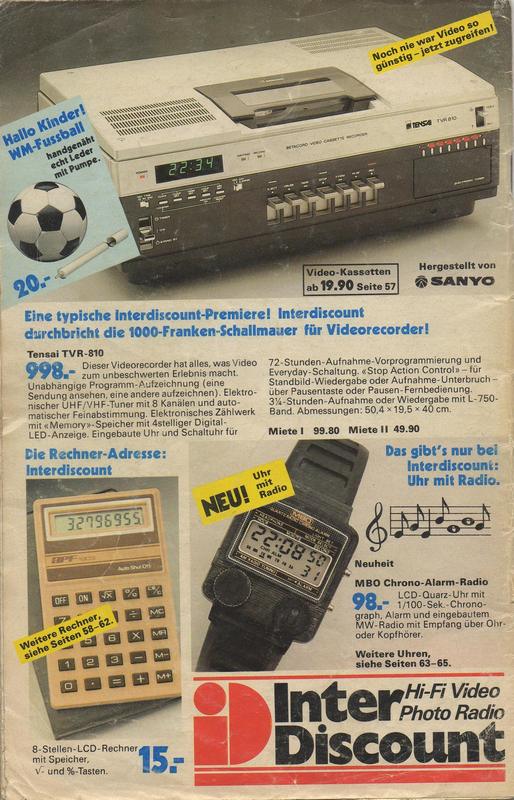 Noch nie war Video so
günstig – jetzt zugreifen!
Hallo Kinder!
WM-Fussball
handgenäht
echt Leder
mit Pumpe.
20.-
TENSAI TVR 810
BETACORD VIDEO CASSETTE RECORDER
22:34
Video-Kassetten
ab 19.90 Seite 57
Hergestellt von
SANYO
Eine typische Interdiscount-Premiere! Interdiscount
durchbricht die 1000-Franken-Schallmauer für Videorecorder!
Tensai TVR-810
998.- Dieser Videorecorder hat alles, was Video
zum unbeschwerten Erlebnis macht.
Unabhängige Programm-Aufzeichnung (eine
Sendung ansehen, eine andere aufzeichnen). Elektro-
nischer UHF/VHF-Tuner mit 8 Kanälen und auto-
matischer Feinabstimmung. Elektronisches Zählwerk
mit «Memory»-Speicher mit 4stelliger Digital-
LED-Anzeige. Eingebaute Uhr und Schaltuhr für
72-Stunden-Aufnahme-Vorprogrammierung und
Everyday-Schaltung. «Stop Action Control» – für
Standbild-Wiedergabe oder Aufnahme-Unterbruch –
über Pausentaste oder Pausen-Fernbedienung.
3¼-Stunden-Aufnahme oder Wiedergabe mit L-750-
Band. Abmessungen: 50,4 × 19,5 × 40 cm.
Miete I 99.80 Miete II 49.90
Die Rechner-Adresse:
Interdiscount
32796955.
BPF
Auto Shut Off
OFF
ON
√x
%
MC
MR
M-
M+
Weitere Rechner,
siehe Seiten 58–62.
8-Stellen-LCD-Rechner
mit Speicher,
√- und %-Tasten.
15.-
NEU! Uhr
mit
Radio
MBO
22:08 50
31
Das gibt's nur bei
Interdiscount:
Uhr mit Radio.
Neuheit
MBO Chrono-Alarm-Radio
98.- LCD-Quarz-Uhr mit
1/100-Sek.-Chrono-
graph, Alarm und eingebautem
MW-Radio mit Empfang über Ohr-
oder Kopfhörer.
Weitere Uhren,
siehe Seiten 63–65.
Inter
Discount
Hi-Fi Video
Photo Radio